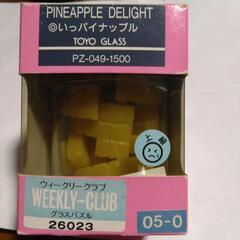 PINEAPPLE DELIGHT
@いっパイナップル
TOYO GLASS
PZ-049-1500
上級
ウィークリークラブ
WEEKLY-CLUB
グラスパズル
26023
05-0